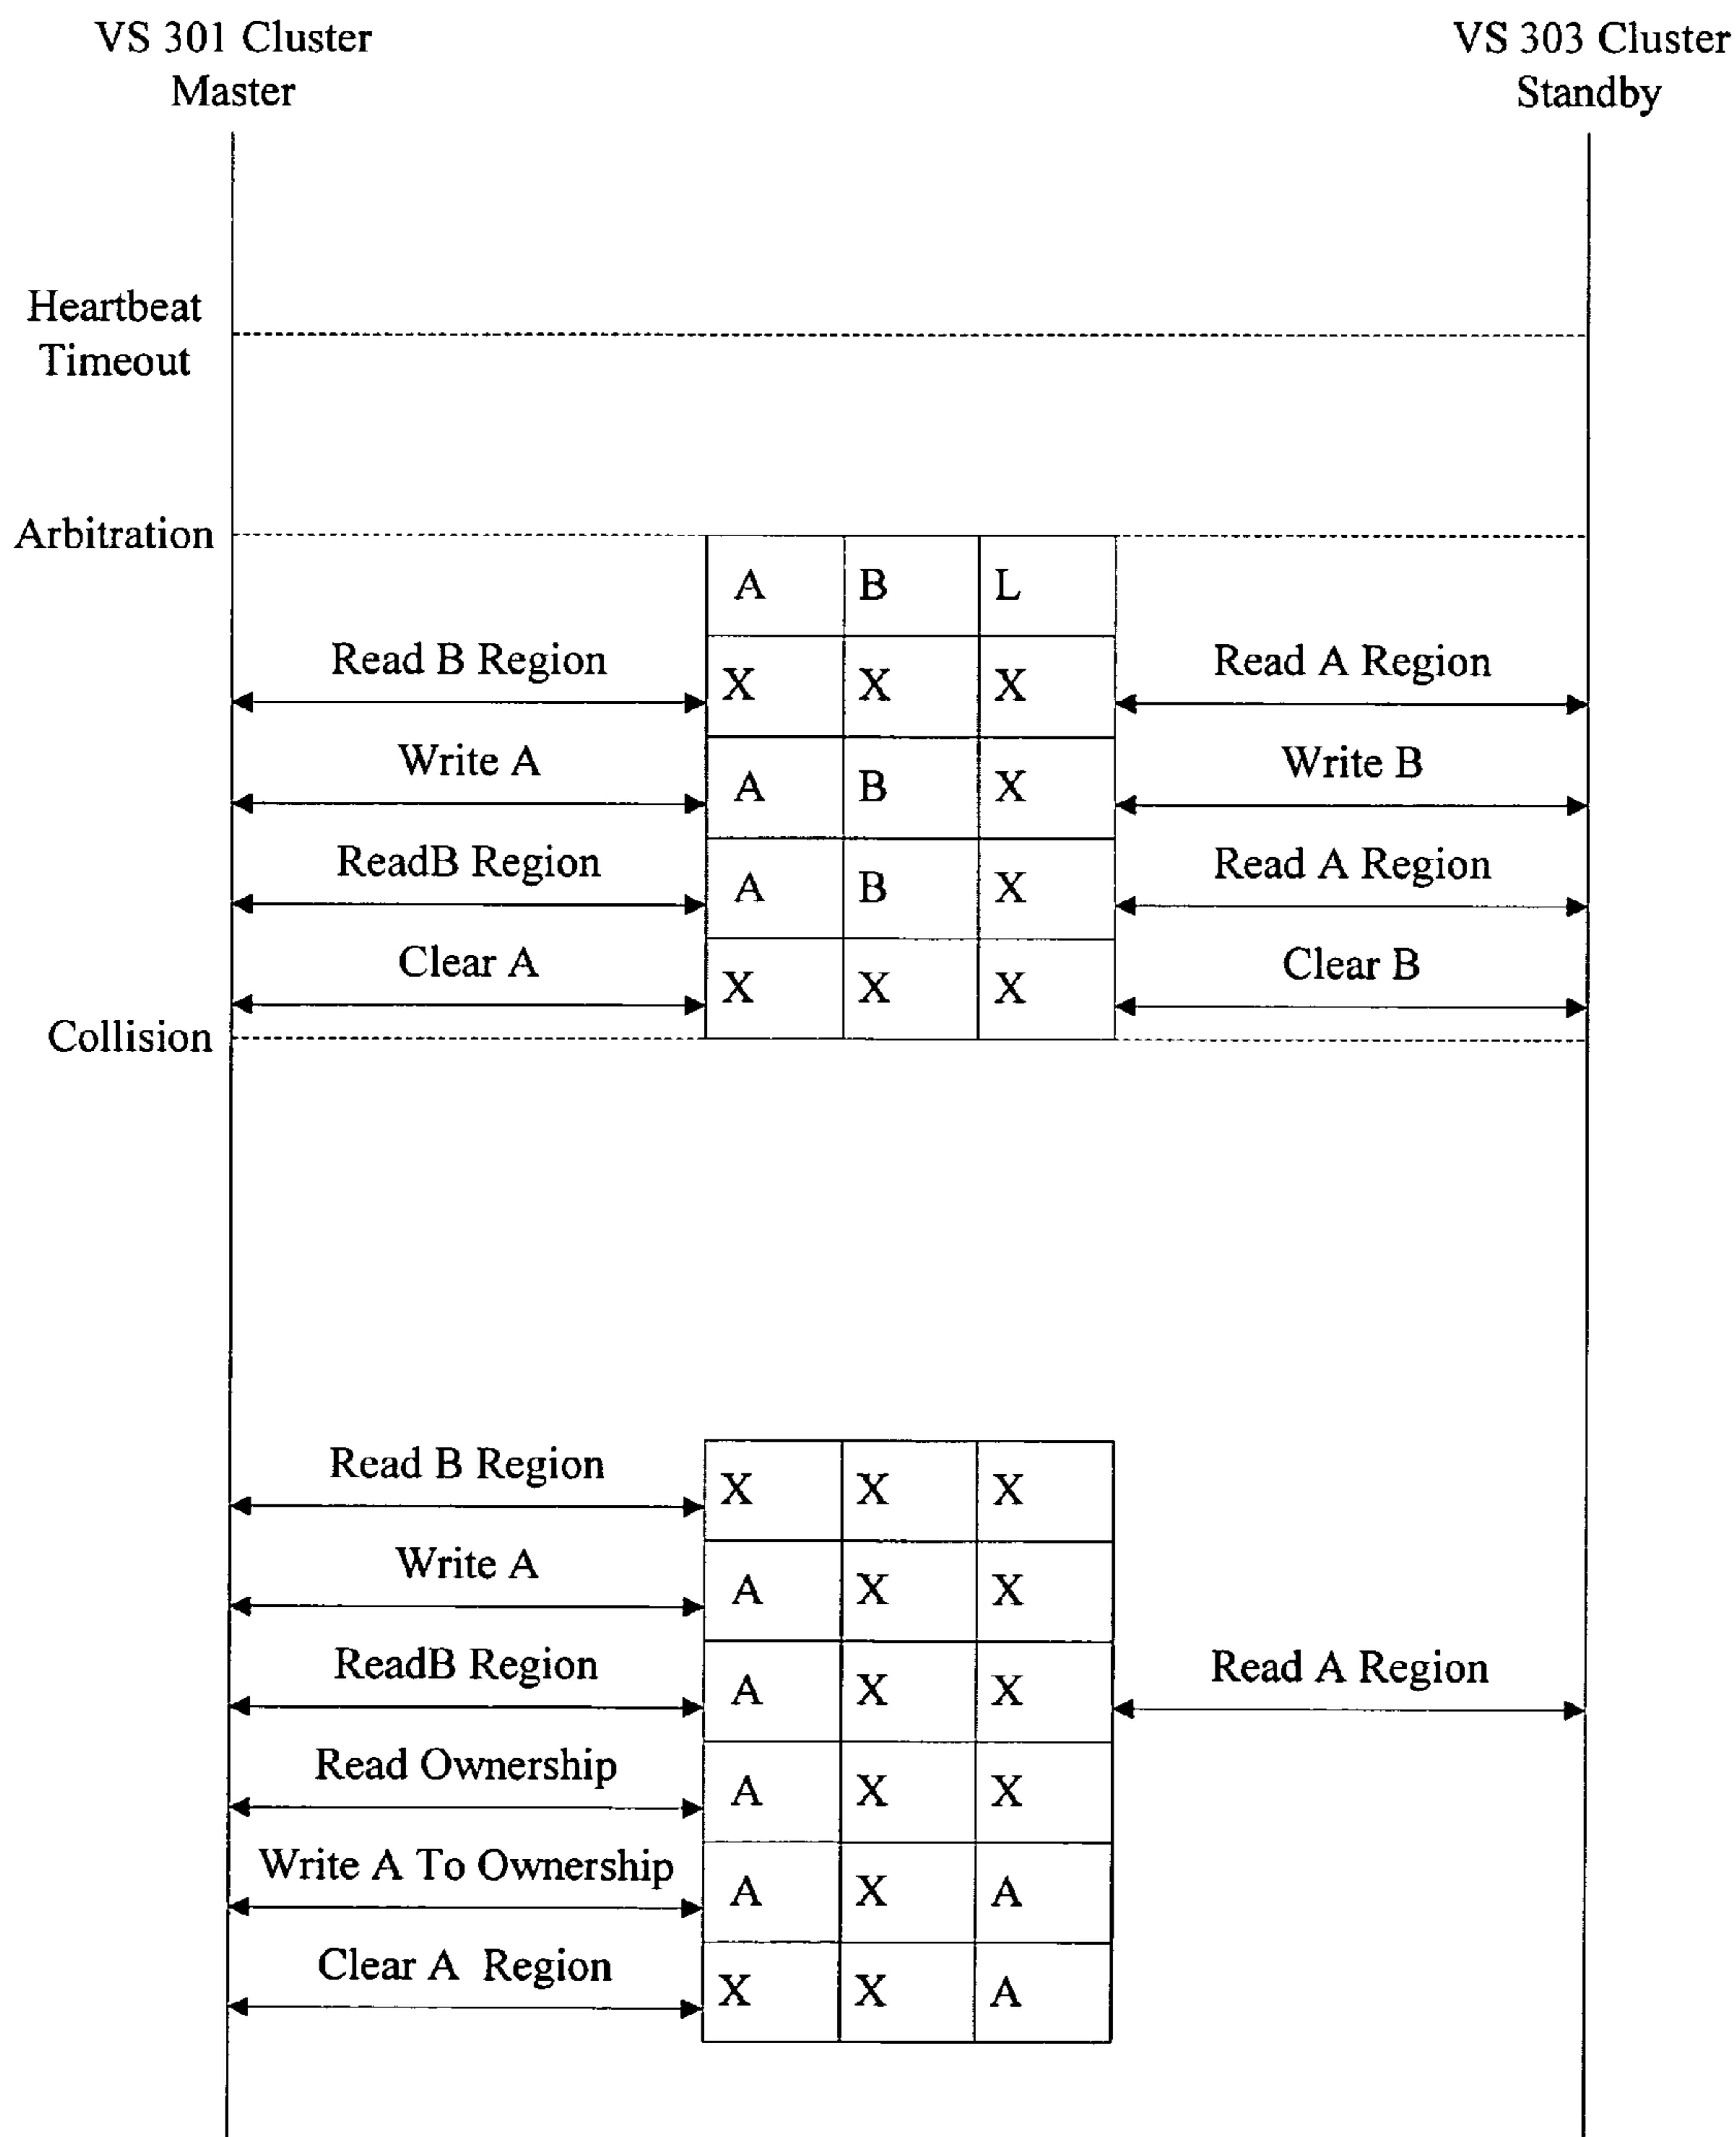 VS 301 Cluster
Master
VS 303 Cluster
Standby
Heartbeat
Timeout
Arbitration
A B L
Read B Region X X X Read A Region
Write A A B X Write B
ReadB Region A B X Read A Region
Clear A X X X Clear B
Collision
Read B Region X X X
Write A A X X
ReadB Region A X X Read A Region
Read Ownership A X X
Write A To Ownership A X A
Clear A Region X X A